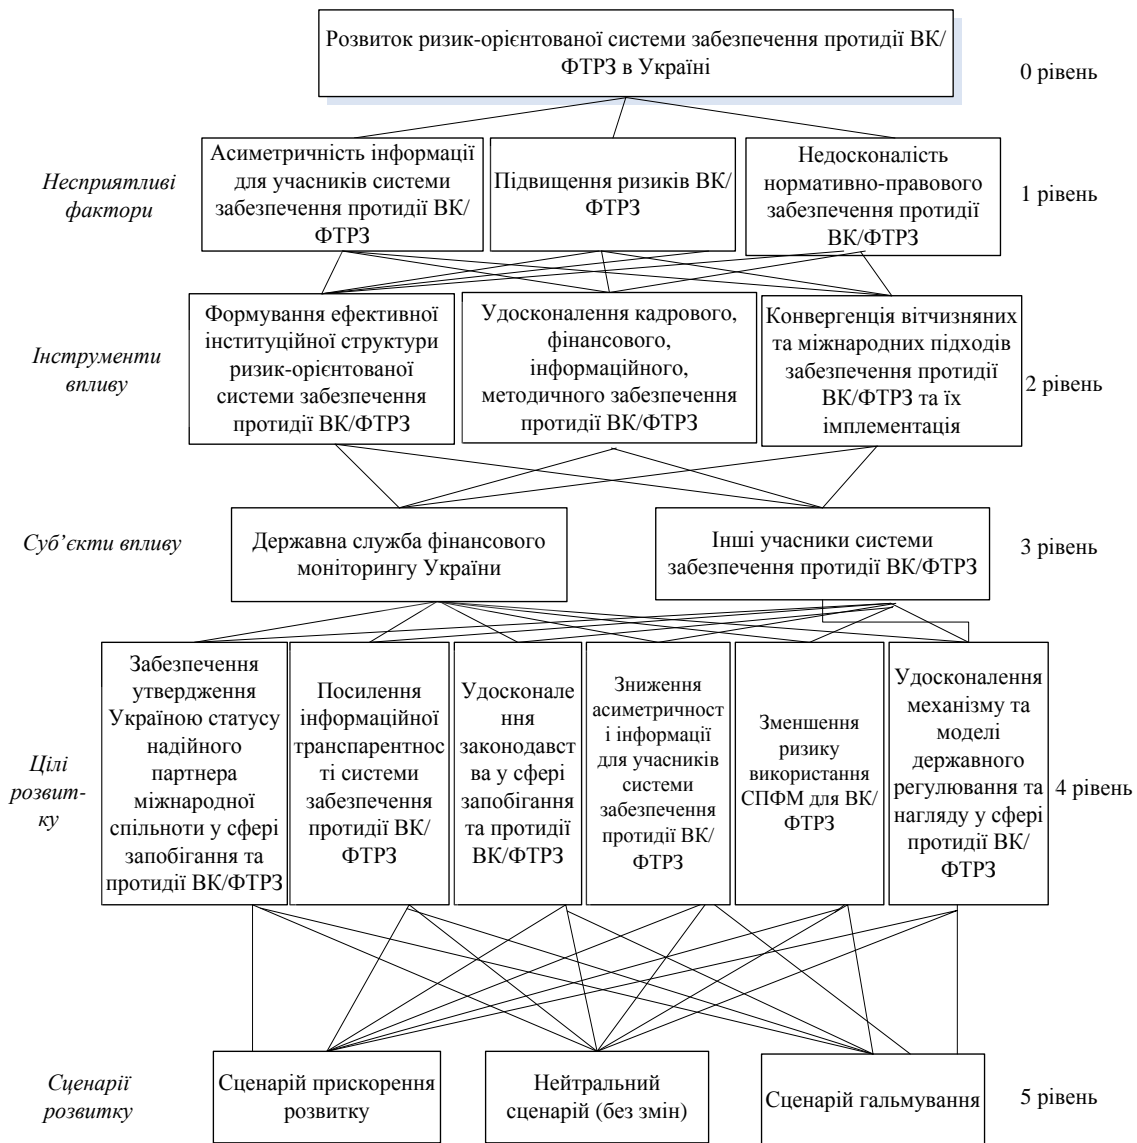 Розвиток ризик-орієнтованої системи забезпечення протидії ВК/
ФТРЗ в Україні
0 рівень
Несприятливі
фактори
Асиметричність інформації
для учасників системи
забезпечення протидії ВК/
ФТРЗ
Підвищення ризиків ВК/
ФТРЗ
Недосконалість
нормативно-правового
забезпечення протидії
ВК/ФТРЗ
1 рівень
Інструменти
впливу
Формування ефективної
інституційної структури
ризик-орієнтованої
системи забезпечення
протидії ВК/ФТРЗ
Удосконалення кадрового,
фінансового,
інформаційного,
методичного забезпечення
протидії ВК/ФТРЗ
Конвергенція вітчизняних
та міжнародних підходів
забезпечення протидії
ВК/ФТРЗ та їх
імплементація
2 рівень
Суб’єкти впливу
Державна служба фінансового
моніторингу України
Інші учасники системи
забезпечення протидії ВК/ФТРЗ
3 рівень
Цілі
розвит-
ку
Забезпечення
утвердження
Україною статусу
надійного
партнера
міжнародної
спільноти у сфері
запобігання та
протидії ВК/ФТРЗ
Посилення
інформаційної
транспарентнос
ті системи
забезпечення
протидії ВК/
ФТРЗ
Удосконале
ння
законодавст
ва у сфері
запобігання
та протидії
ВК/ФТРЗ
Зниження
асиметричност
і інформації
для учасників
системи
забезпечення
протидії ВК/
ФТРЗ
Зменшення
ризику
використання
СПФМ для ВК/
ФТРЗ
Удосконалення
механізму та
моделі
державного
регулювання та
нагляду у сфері
протидії ВК/
ФТРЗ
4 рівень
Сценарії
розвитку
Сценарій прискорення
розвитку
Нейтральний
сценарій (без змін)
Сценарій гальмування
5 рівень